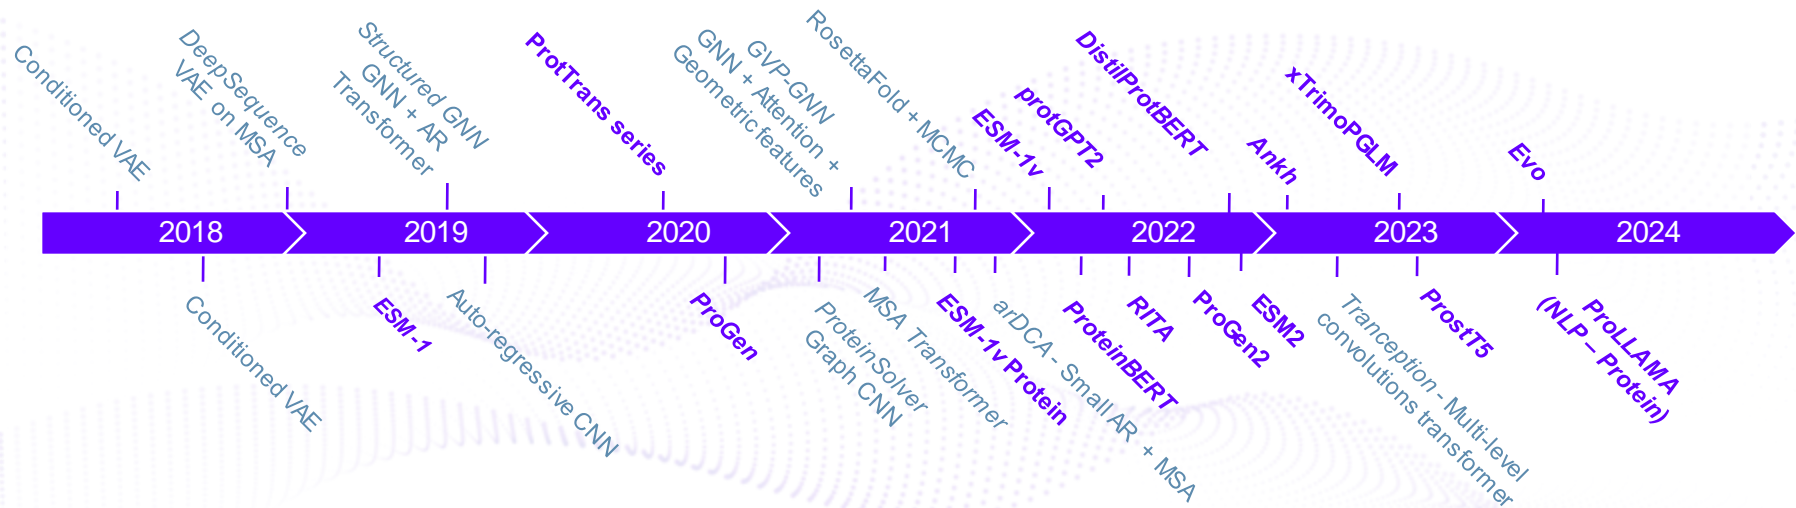 Conditioned VAE
DeepSequence
VAE on MSA
Structured GNN
GNN + AR
Transformer
ProtTrans series
GVP-GNN
GNN + Attention +
Geometric features
RosettaFold + MCMC
ESM-1v
protGPT2
DistilProtBERT
Ankh
xTrimoPGLM
Evo
2018
2019
2020
2021
2022
2023
2024
Conditioned VAE
ESM-1
Auto-regressive CNN
ProGen
ProteinSolver
Graph CNN
MSA Transformer
ESM-1v Protein
arDCA - Small AR + MSA
ProteinBERT
RITA
ProGen2
ESM2
Tranception - Multi-level
convolutions transformer
ProstT5
ProLLAMA
(NLP – Protein)